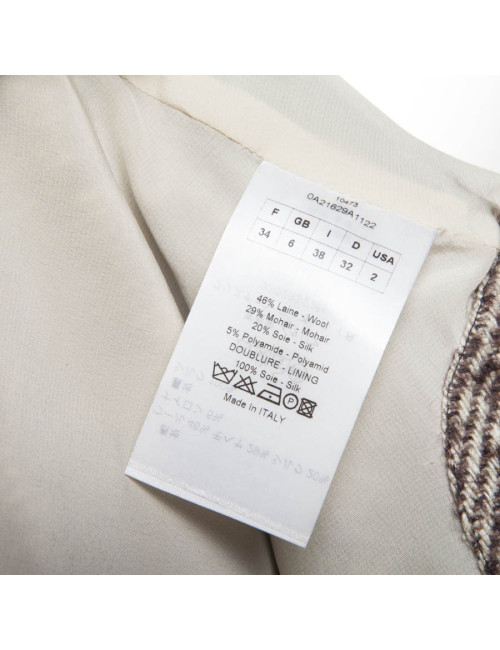 10473
0A21629A1122
F GB I D USA
34 6 38 32 2
46% Laine - Wool
29% Mohair - Mohair
20% Soie - Silk
5% Polyamide - Polyamid
DOUBLURE - LINING
100% Soie - Silk
Made in ITALY